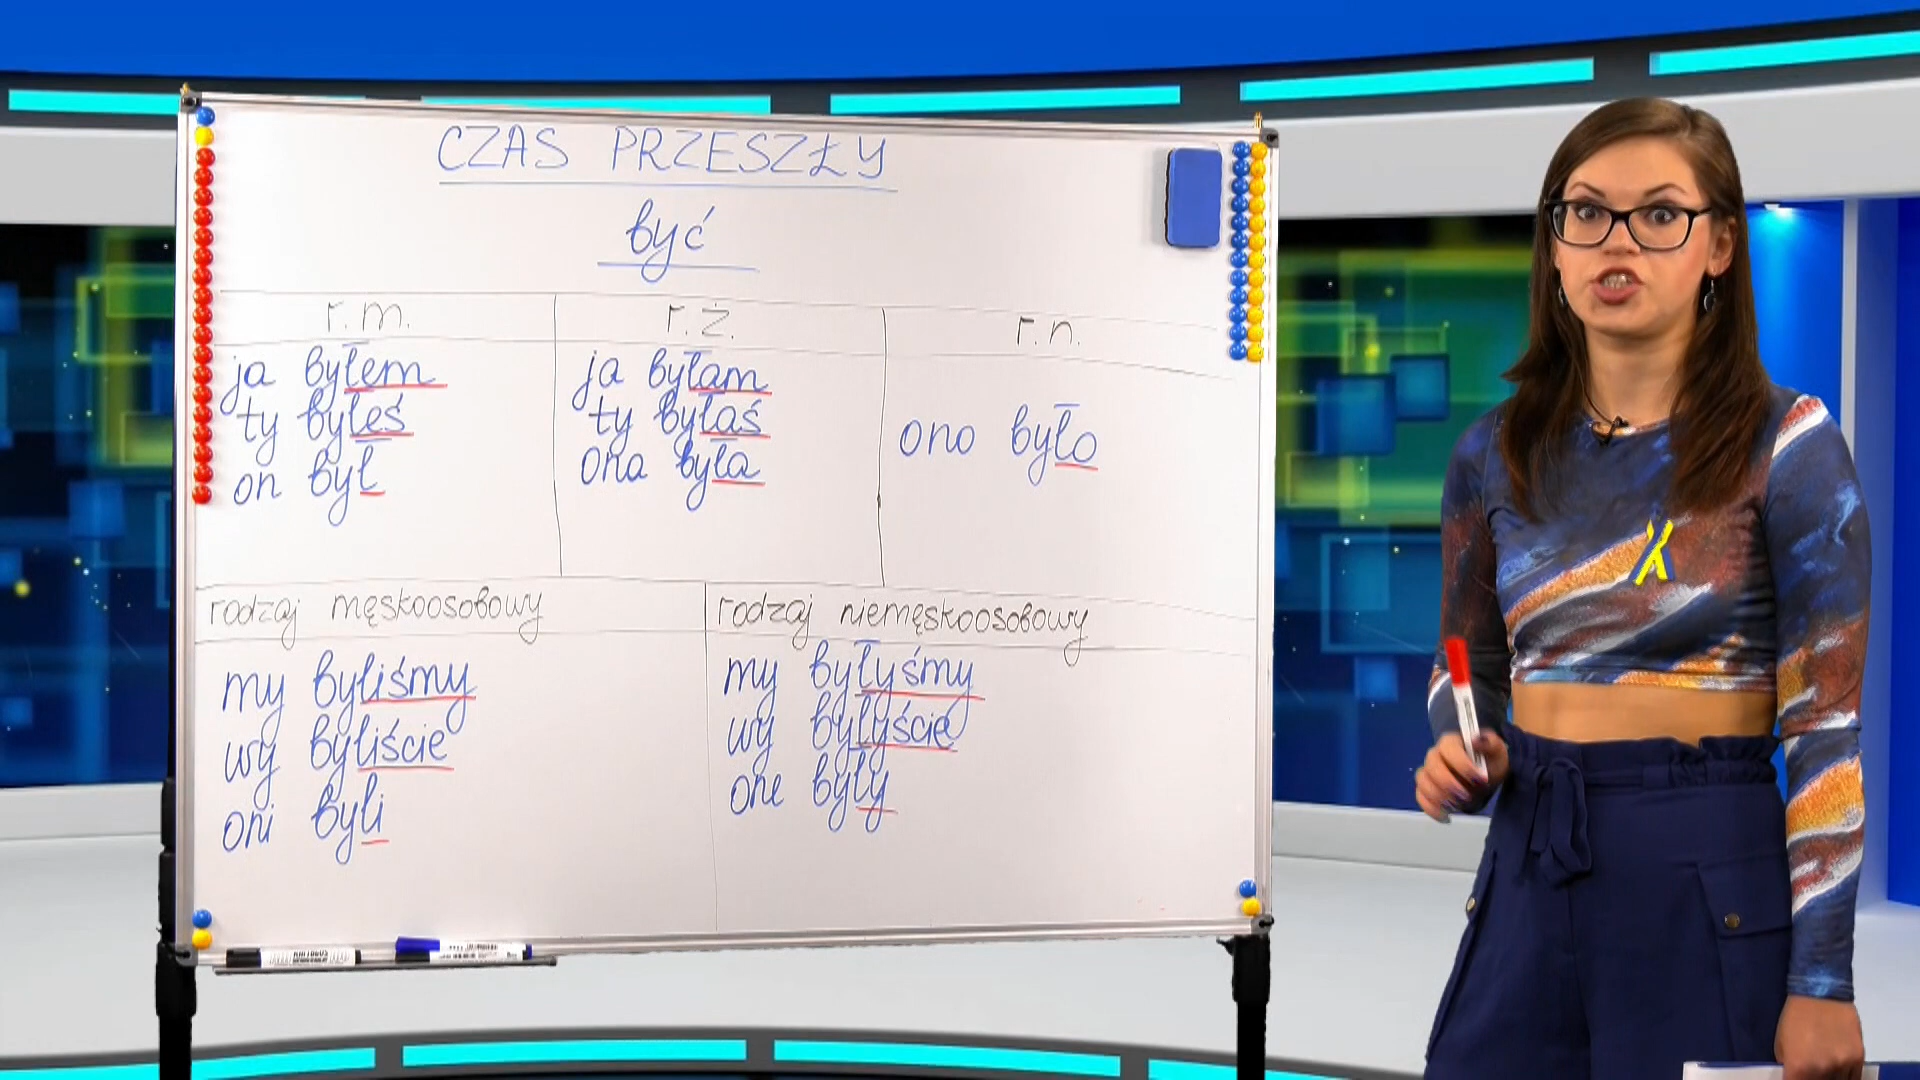 CZAS PRZESZŁY
być
r.m.
ja byłem
ty byłeś
on był
r.ż.
ja byłam
ty byłaś
ona była
r.n.
ono było
rodzaj męskoosobowy
my byliśmy
wy byliście
oni byli
rodzaj niemęskoosobowy
my byłyśmy
wy byłyście
one były